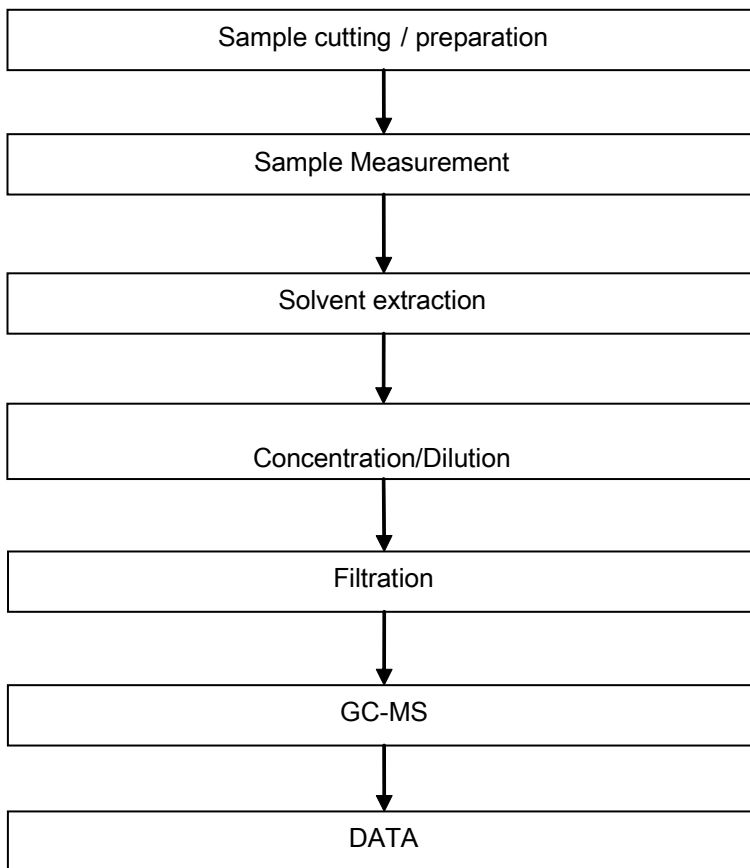 Sample cutting / preparation
Sample Measurement
Solvent extraction
Concentration/Dilution
Filtration
GC-MS
DATA